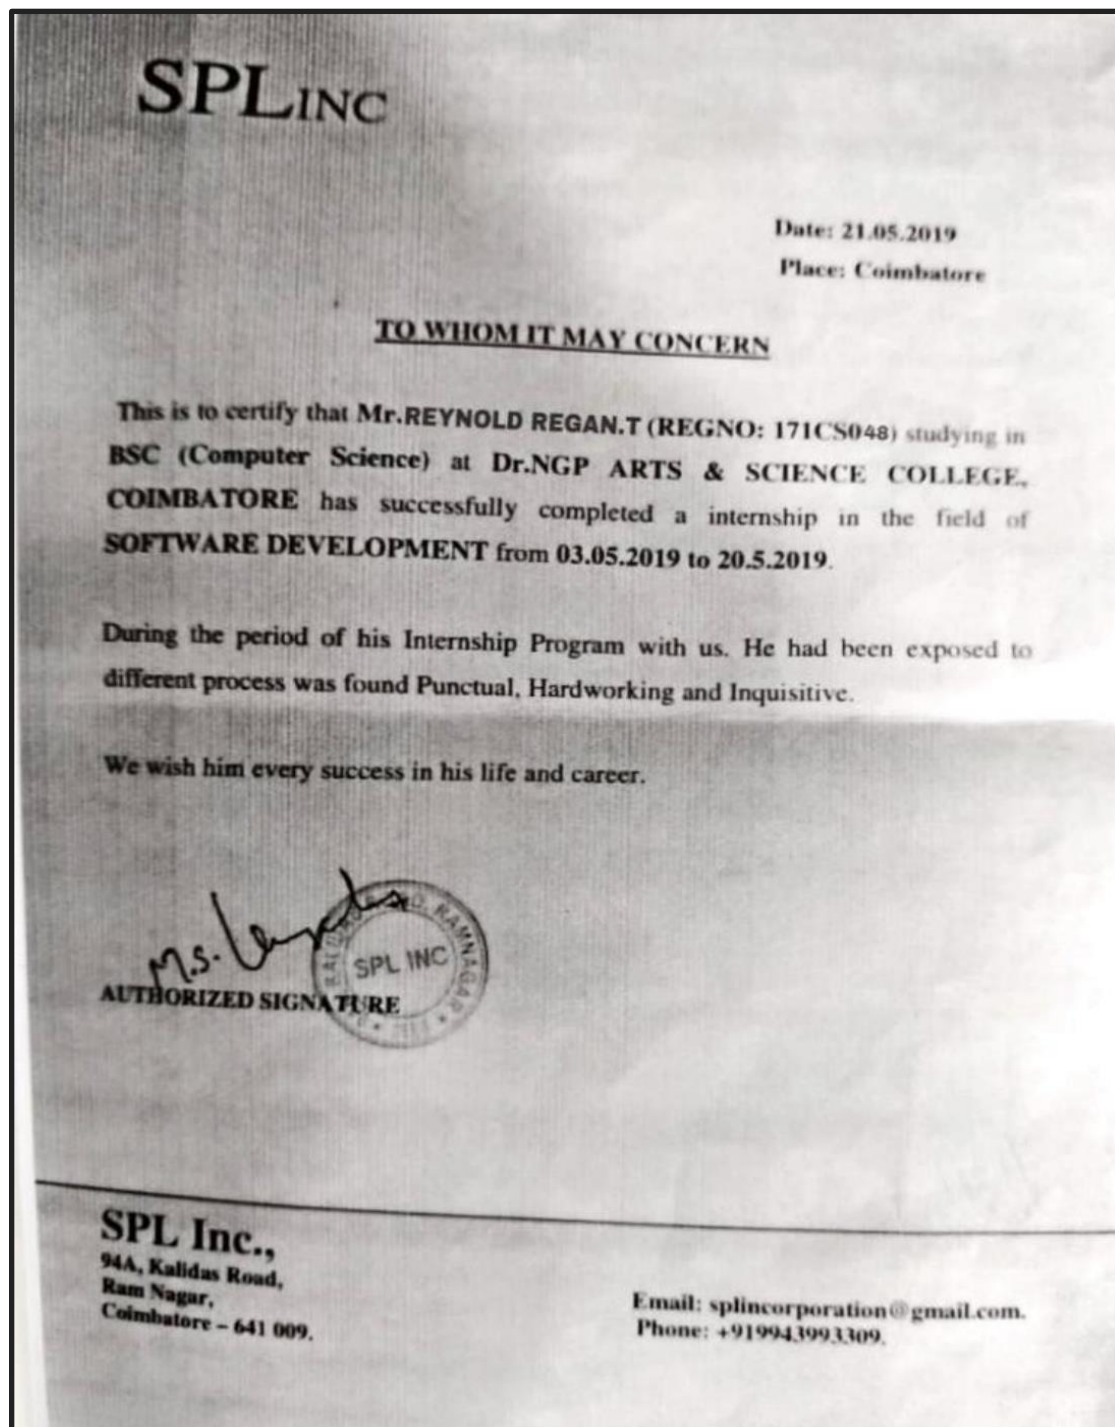 SPLINC
Date: 21.05.2019
Place: Coimbatore
TO WHOM IT MAY CONCERN
This is to certify that Mr.REYNOLD REGAN.T (REGNO: 171CS048) studying in
BSC (Computer Science) at Dr.NGP ARTS & SCIENCE COLLEGE,
COIMBATORE has successfully completed a internship in the field of
SOFTWARE DEVELOPMENT from 03.05.2019 to 20.5.2019.
During the period of his Internship Program with us. He had been exposed to
different process was found Punctual, Hardworking and Inquisitive.
We wish him every success in his life and career.
M.S.
RAMNAGAR
SPL INC
AUTHORIZED SIGNATURE
SPL Inc.,
94A, Kalidas Road,
Ram Nagar,
Coimbatore – 641 009.
Email: splincorporation@gmail.com.
Phone: +919943993309.